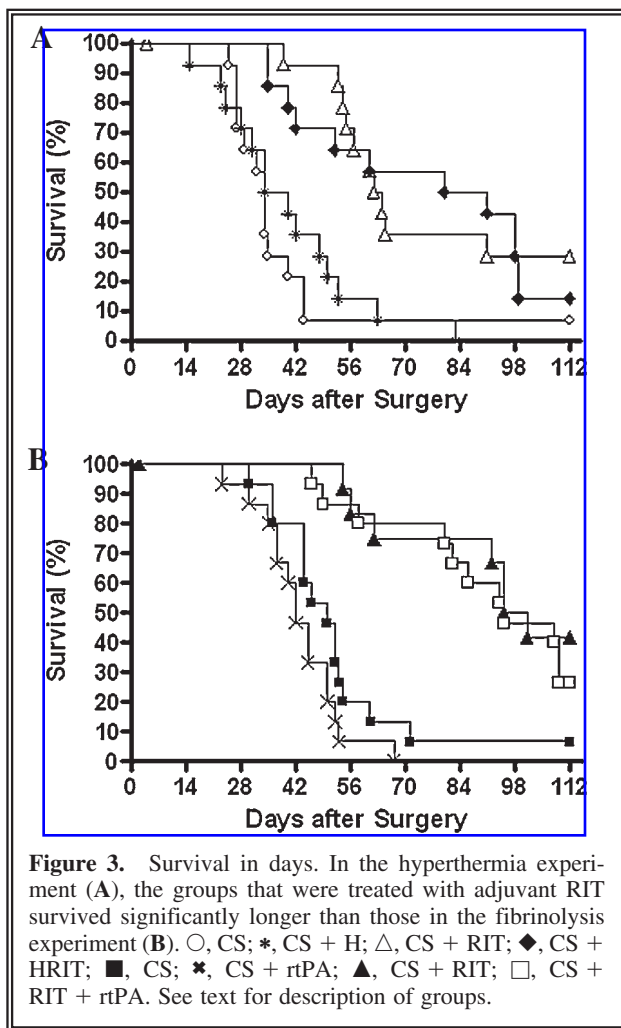 A
100
90
80
70
60
50
40
30
20
10
0
Survival (%)
0 14 28 42 56 70 84 98 112
Days after Surgery
B
100
90
80
70
60
50
40
30
20
10
0
Survival (%)
0 14 28 42 56 70 84 98 112
Days after Surgery
Figure 3. Survival in days. In the hyperthermia experi-
ment (A), the groups that were treated with adjuvant RIT
survived significantly longer than those in the fibrinolysis
experiment (B). ○, CS; *, CS + H; △, CS + RIT; ◆, CS +
HRIT; ■, CS; ✖, CS + rtPA; ▲, CS + RIT; □, CS +
RIT + rtPA. See text for description of groups.